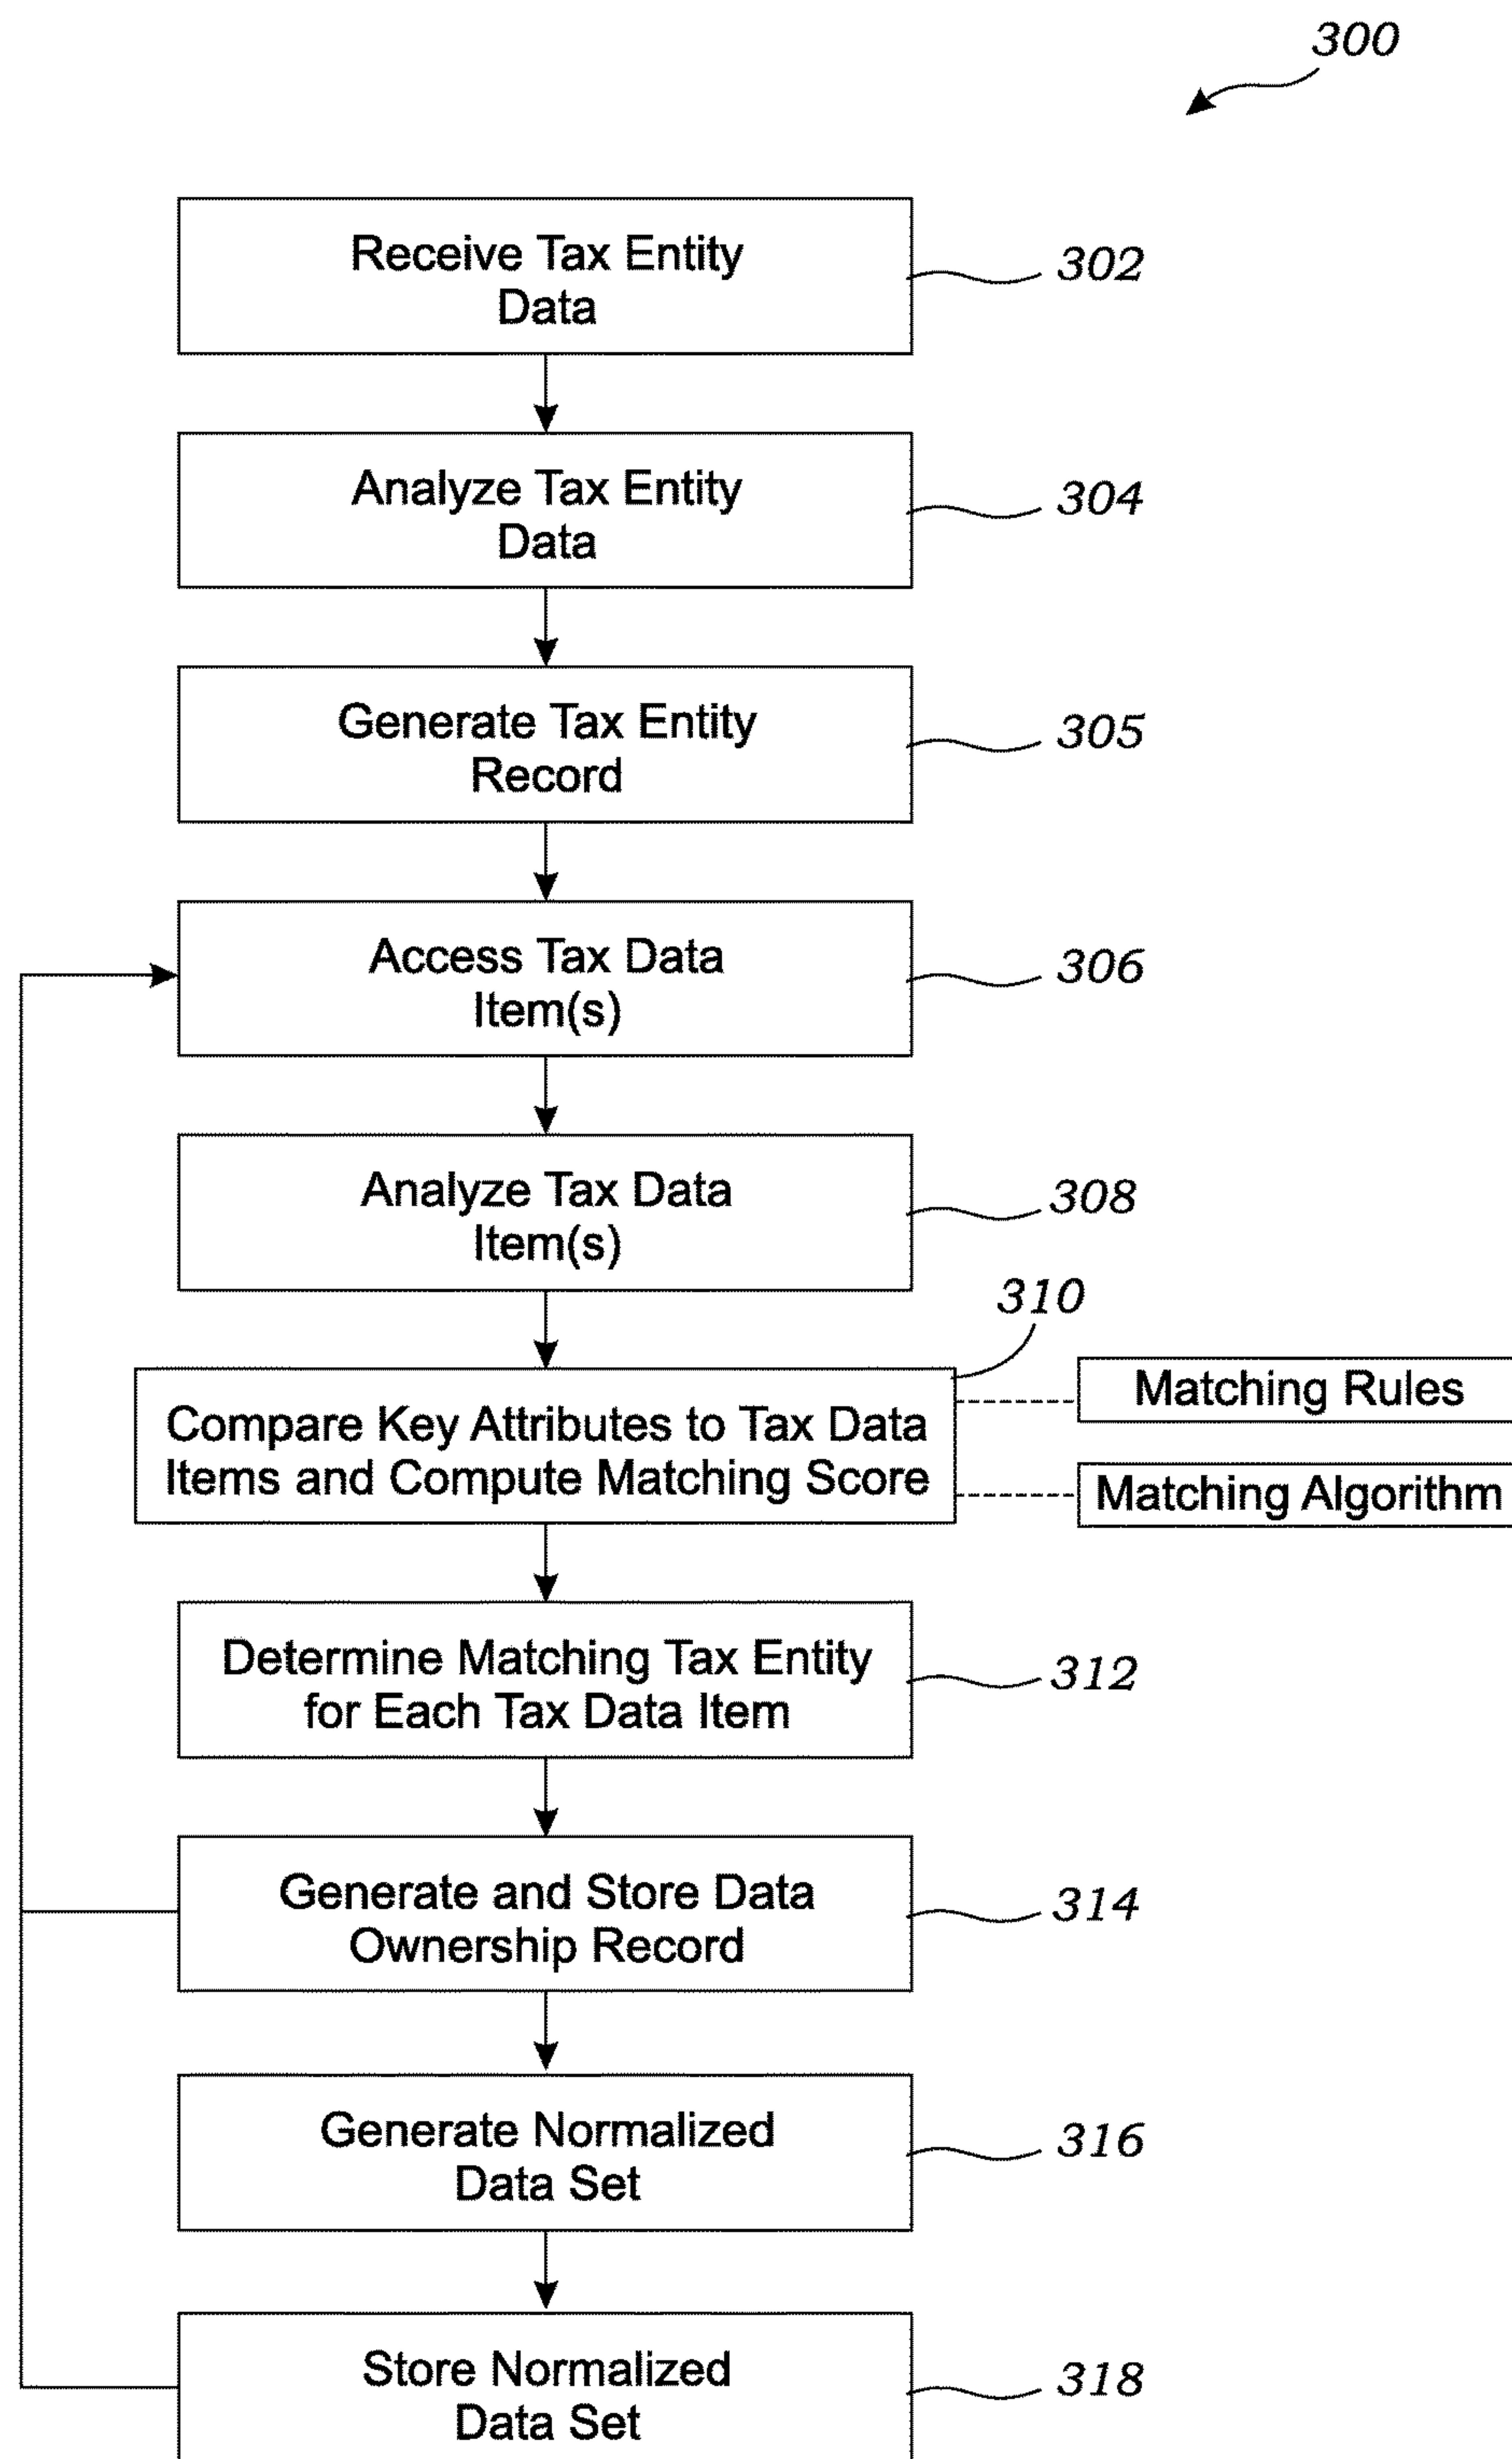 300
Receive Tax Entity
Data
302
Analyze Tax Entity
Data
304
Generate Tax Entity
Record
305
Access Tax Data
Item(s)
306
Analyze Tax Data
Item(s)
308
310
Compare Key Attributes to Tax Data
Items and Compute Matching Score
Matching Rules
Matching Algorithm
Determine Matching Tax Entity
for Each Tax Data Item
312
Generate and Store Data
Ownership Record
314
Generate Normalized
Data Set
316
Store Normalized
Data Set
318